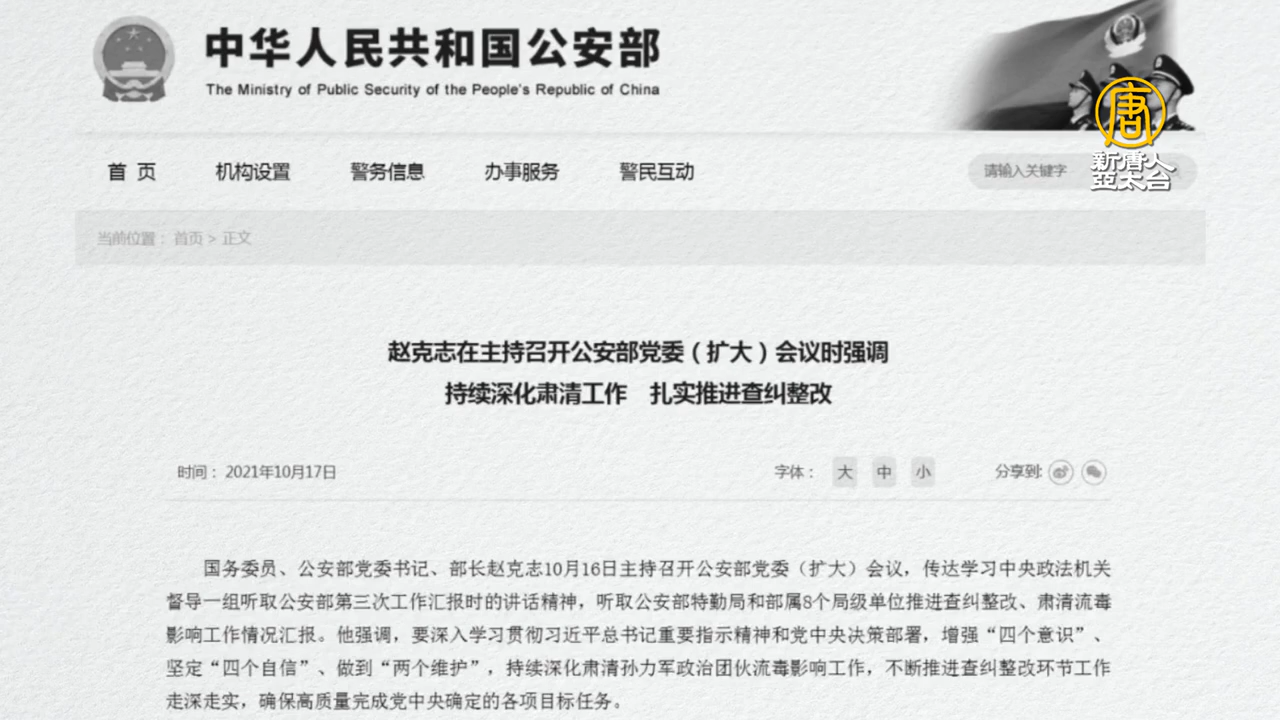 中华人民共和国公安部
The Ministry of Public Security of the People's Republic of China
唐
新唐人
亞太台
首 页 机构设置 警务信息 办事服务 警民互动 请输入关键字
当前位置： 首页 > 正文
赵克志在主持召开公安部党委（扩大）会议时强调
持续深化肃清工作 扎实推进查纠整改
时间： 2021年10月17日 字体： 大 中 小 分享到:
国务委员、公安部党委书记、部长赵克志10月16日主持召开公安部党委（扩大）会议，传达学习中央政法机关
督导一组听取公安部第三次工作汇报时的讲话精神，听取公安部特勤局和部属8个局级单位推进查纠整改、肃清流毒
影响工作情况汇报。他强调，要深入学习贯彻习近平总书记重要指示精神和党中央决策部署，增强“四个意识”、
坚定“四个自信”、做到“两个维护”，持续深化肃清孙力军政治团伙流毒影响工作，不断推进查纠整改环节工作
走深走实，确保高质量完成党中央确定的各项目标任务。